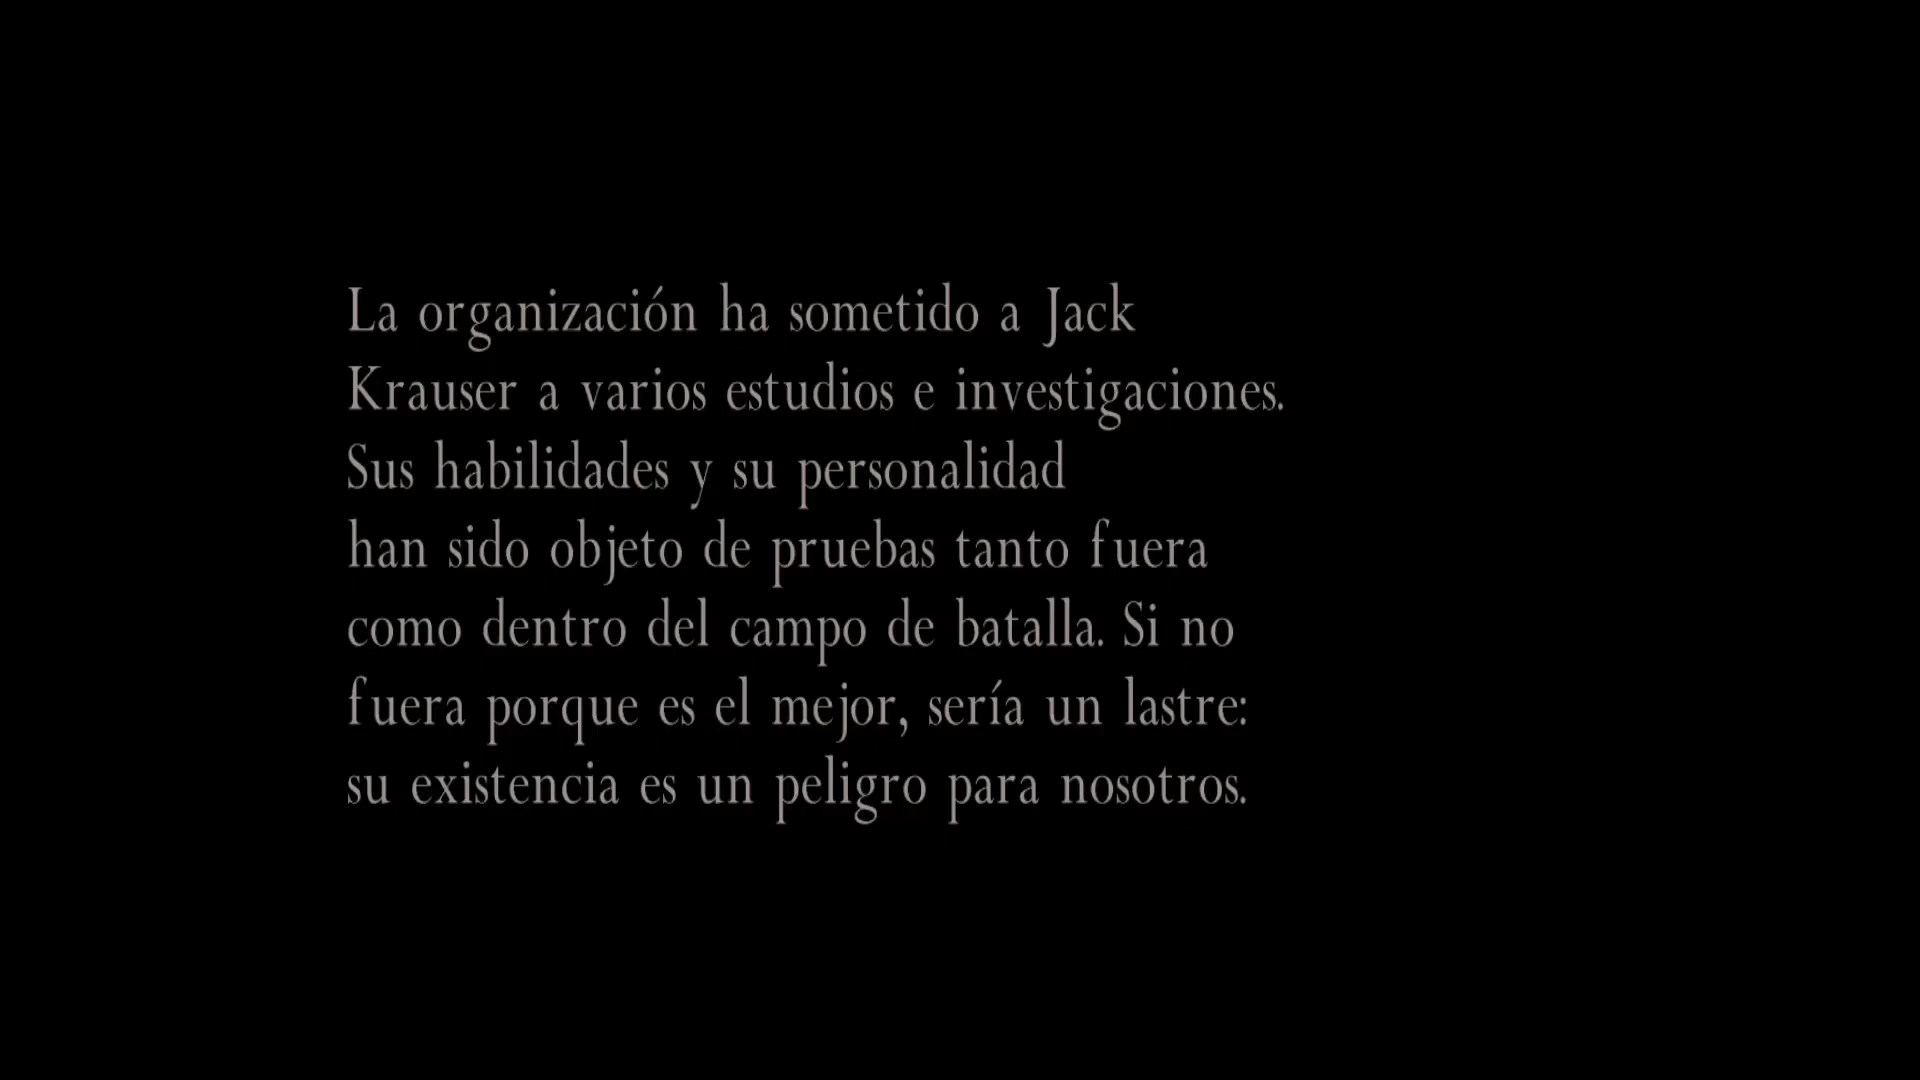 La organización ha sometido a Jack
Krauser a varios estudios e investigaciones.
Sus habilidades y su personalidad
han sido objeto de pruebas tanto fuera
como dentro del campo de batalla. Si no
fuera porque es el mejor, sería un lastre:
su existencia es un peligro para nosotros.